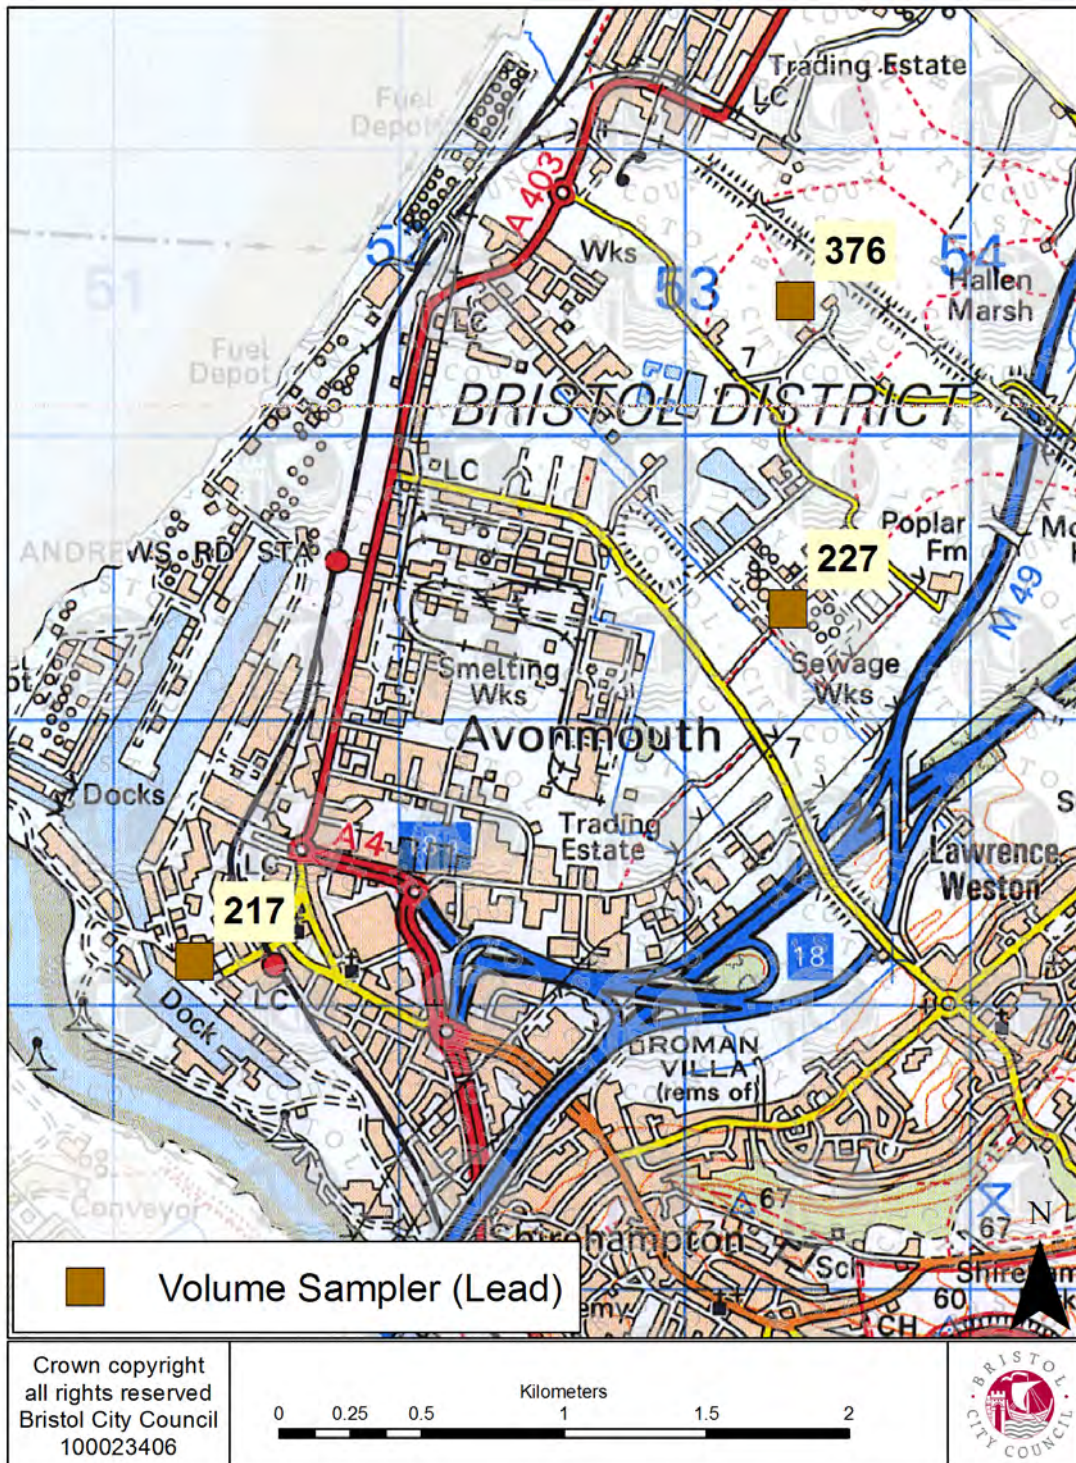 Trading Estate
LC
Fuel
Depot
A 403
52
Wks
376
53
54
Hallen
Marsh
51
LC
Fuel
Depot
7
BRISTOL DISTRICT
LC
Poplar
Fm
ANDREWS RD STA
227
M 49
Smelting
Wks
Sewage
Wks
Avonmouth
7
Docks
Trading
Estate
A 4
LC
Lawrence
Weston
217
18
LC
Dock
ROMAN
VILLA
(rems of)
67
Conveyor
67
N
Shirehampton
Sch
60
CH
Volume Sampler (Lead)
Crown copyright
all rights reserved
Bristol City Council
100023406
Kilometers
0 0.25 0.5 1 1.5 2
BRISTOL
CITY COUNCIL